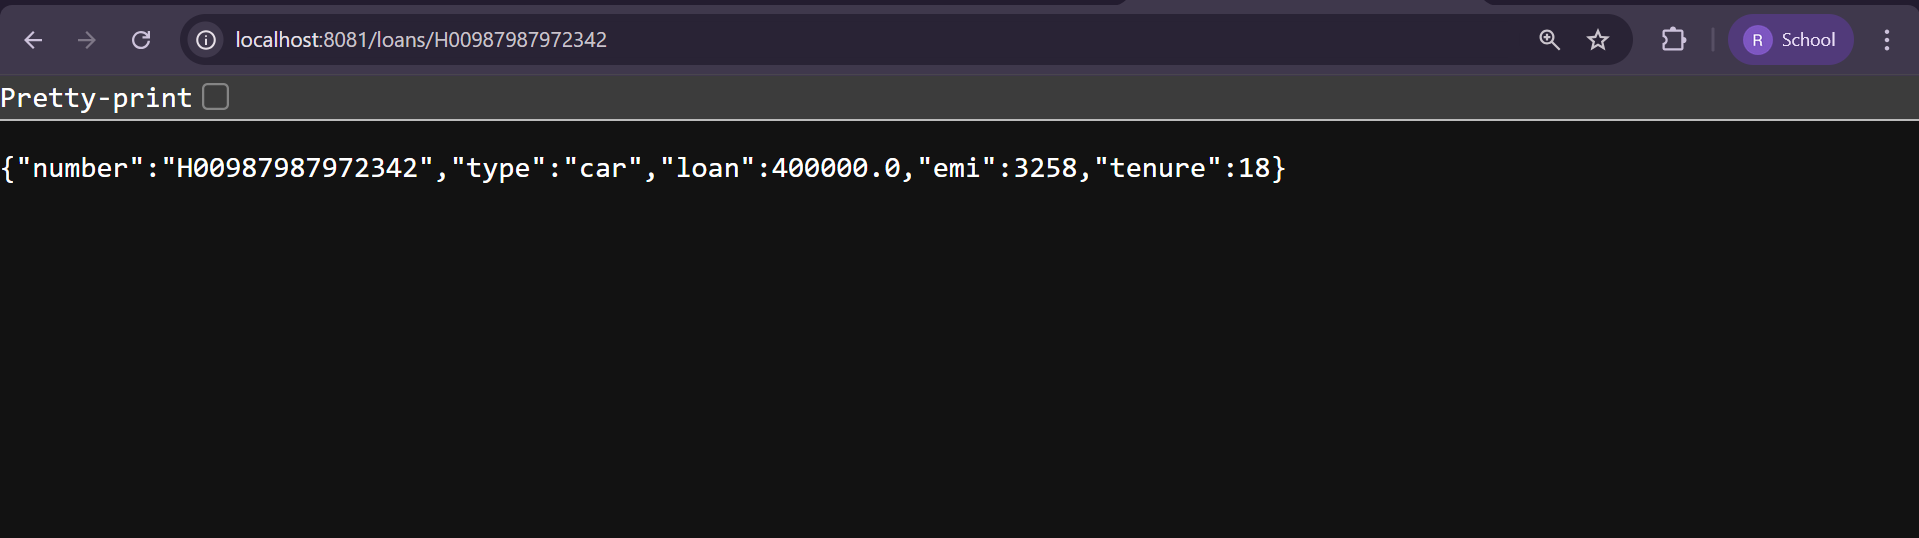 localhost:8081/loans/H00987987972342
R School
Pretty-print
{"number":"H00987987972342","type":"car","loan":400000.0,"emi":3258,"tenure":18}